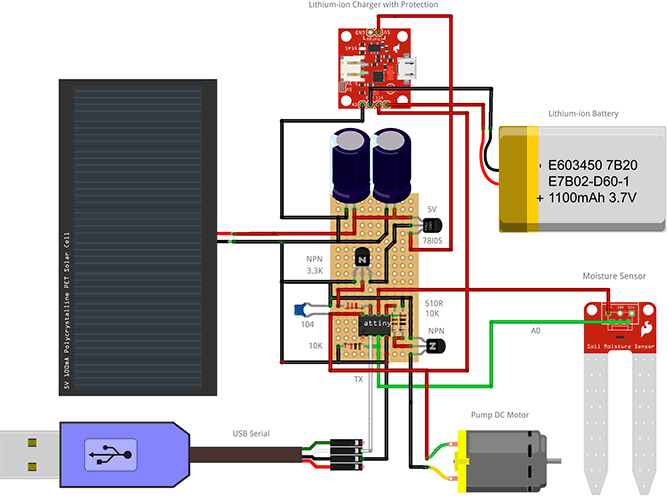 Lithium-ion Charger with Protection
Lithium-ion Battery
E603450 7B20
E7B02-D60-1
+ 1100mAh 3.7V
5V
78l05
NPN
3.3K
Moisture Sensor
510R
10K
104
attiny
NPN
10K
A0
Soil Moisture Sensor
TX
5V 100mA Polycrystalline PET Solar Cell
Pump DC Motor
USB Serial